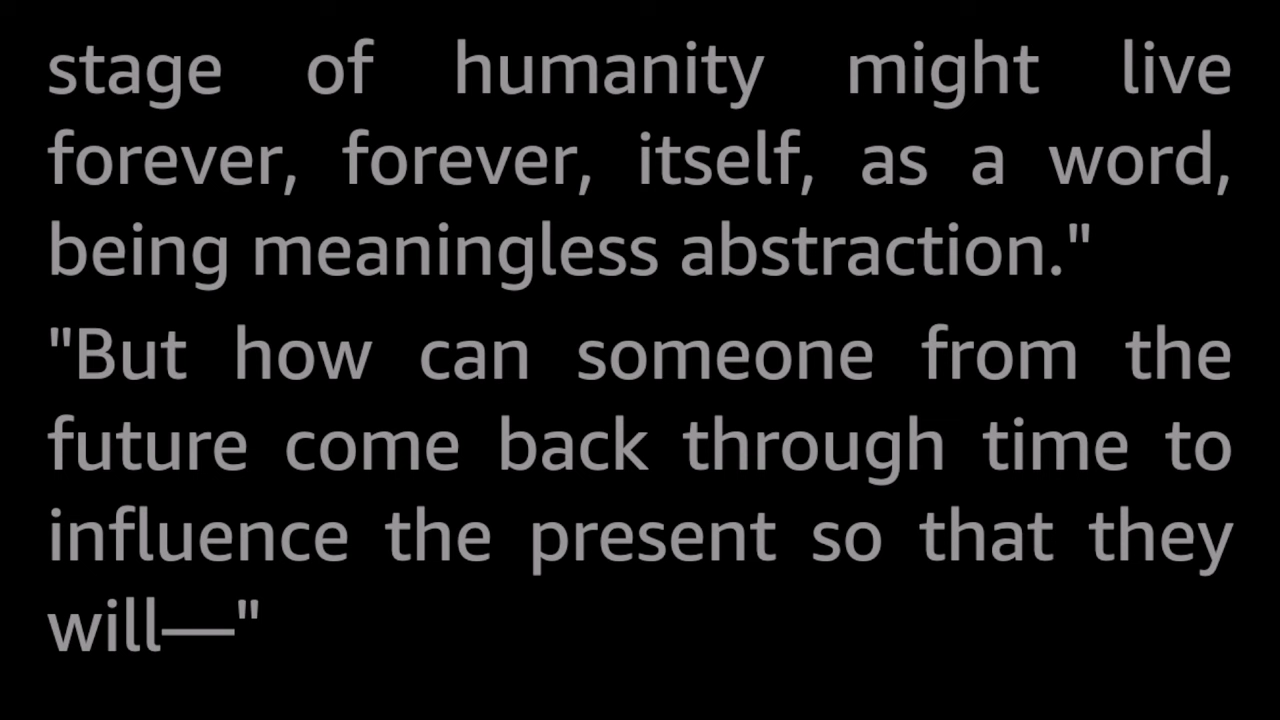 stage of humanity might live
forever, forever, itself, as a word,
being meaningless abstraction."
"But how can someone from the
future come back through time to
influence the present so that they
will—"